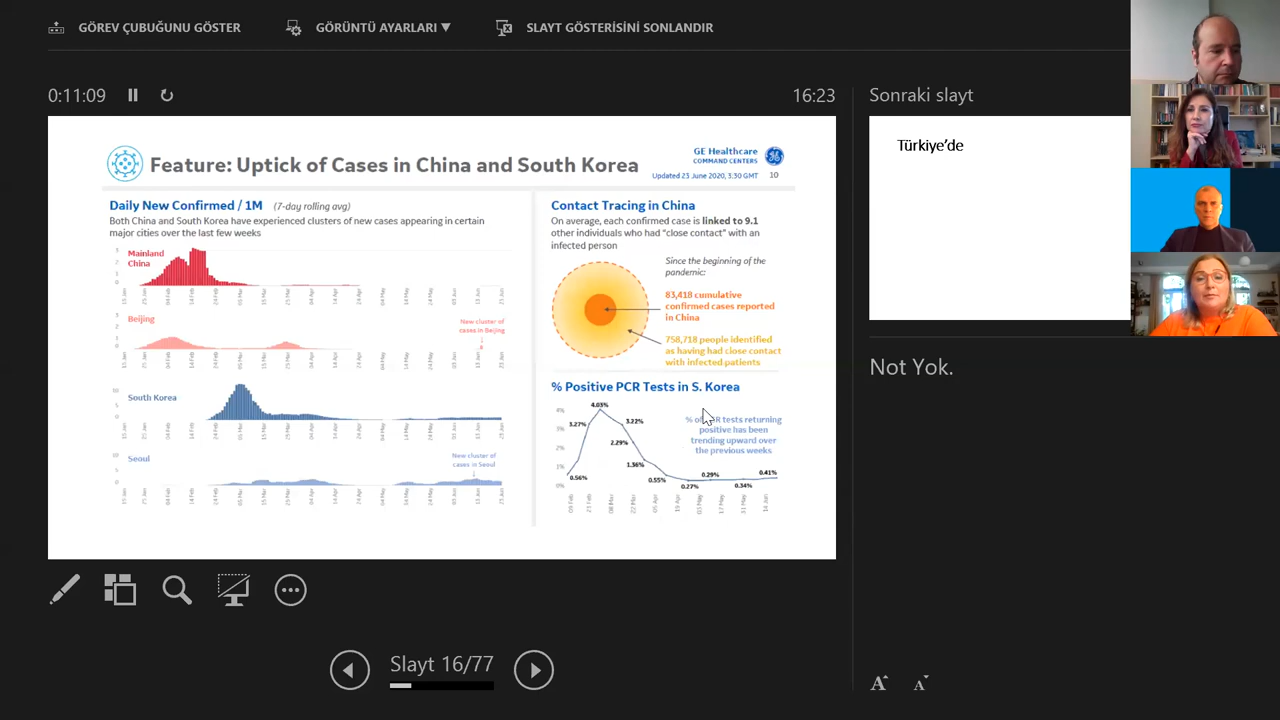 GÖREV ÇUBUĞUNU GÖSTER
GÖRÜNTÜ AYARLARI ▼
SLAYT GÖSTERİSİNİ SONLANDIR
0:11:09
16:23
Feature: Uptick of Cases in China and South Korea
GE Healthcare
COMMAND CENTERS
Updated 23 June 2020, 3.30 GMT
10
Daily New Confirmed / 1M (7-day rolling avg)
Both China and South Korea have experienced clusters of new cases appearing in certain
major cities over the last few weeks
Mainland
China
Beijing
New cluster of
cases in Beijing
South Korea
Seoul
New cluster of
cases in Seoul
Contact Tracing in China
On average, each confirmed case is linked to 9.1
other individuals who had "close contact" with an
infected person
Since the beginning of the
pandemic:
83,418 cumulative
confirmed cases reported
in China
758,718 people identified
as having had close contact
with infected patients
% Positive PCR Tests in S. Korea
4%
3%
2%
1%
0%
0.56%
3.27%
4.03%
3.22%
2.29%
1.36%
0.55%
0.27%
0.29%
0.34%
0.41%
tests returning
positive has been
trending upward over
the previous weeks
Slayt 16/77
Sonraki slayt
Türkiye’de
Not Yok.
A A